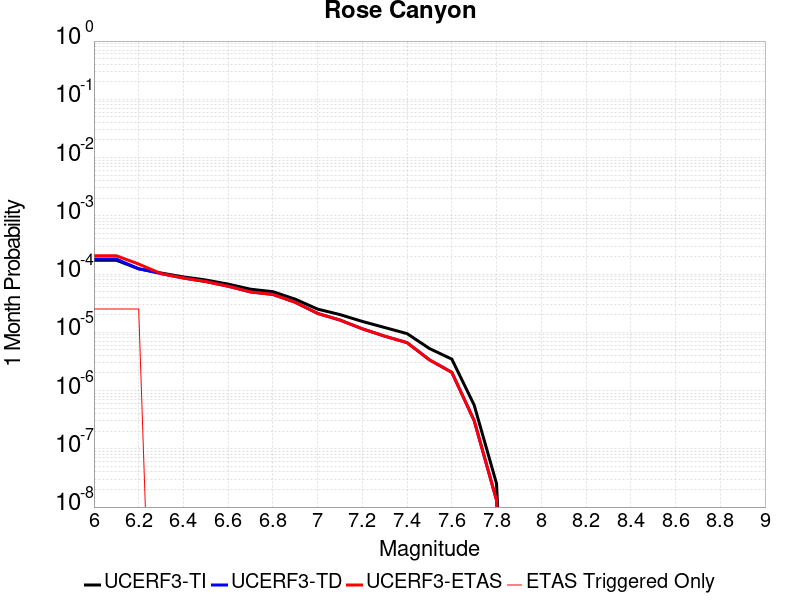 Rose Canyon
10^0
10^-1
10^-2
10^-3
10^-4
10^-5
10^-6
10^-7
10^-8
1 Month Probability
6 6.2 6.4 6.6 6.8 7 7.2 7.4 7.6 7.8 8 8.2 8.4 8.6 8.8 9
Magnitude
UCERF3-TI UCERF3-TD UCERF3-ETAS ETAS Triggered Only